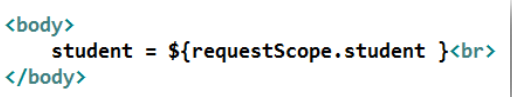 <body>
student = ${requestScope.student }<br>
</body>